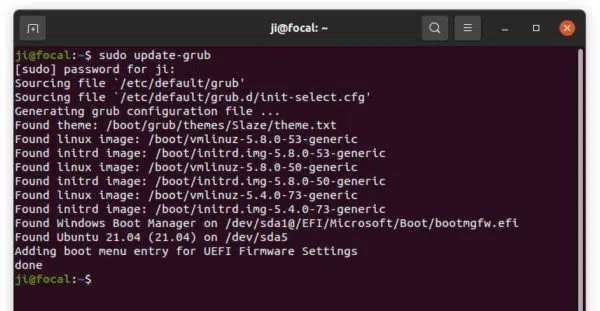 ji@focal: ~
ji@focal:~$ sudo update-grub
[sudo] password for ji:
Sourcing file `/etc/default/grub'
Sourcing file `/etc/default/grub.d/init-select.cfg'
Generating grub configuration file ...
Found theme: /boot/grub/themes/Slaze/theme.txt
Found linux image: /boot/vmlinuz-5.8.0-53-generic
Found initrd image: /boot/initrd.img-5.8.0-53-generic
Found linux image: /boot/vmlinuz-5.8.0-50-generic
Found initrd image: /boot/initrd.img-5.8.0-50-generic
Found linux image: /boot/vmlinuz-5.4.0-73-generic
Found initrd image: /boot/initrd.img-5.4.0-73-generic
Found Windows Boot Manager on /dev/sda1@/EFI/Microsoft/Boot/bootmgfw.efi
Found Ubuntu 21.04 (21.04) on /dev/sda5
Adding boot menu entry for UEFI Firmware Settings
done
ji@focal:~$